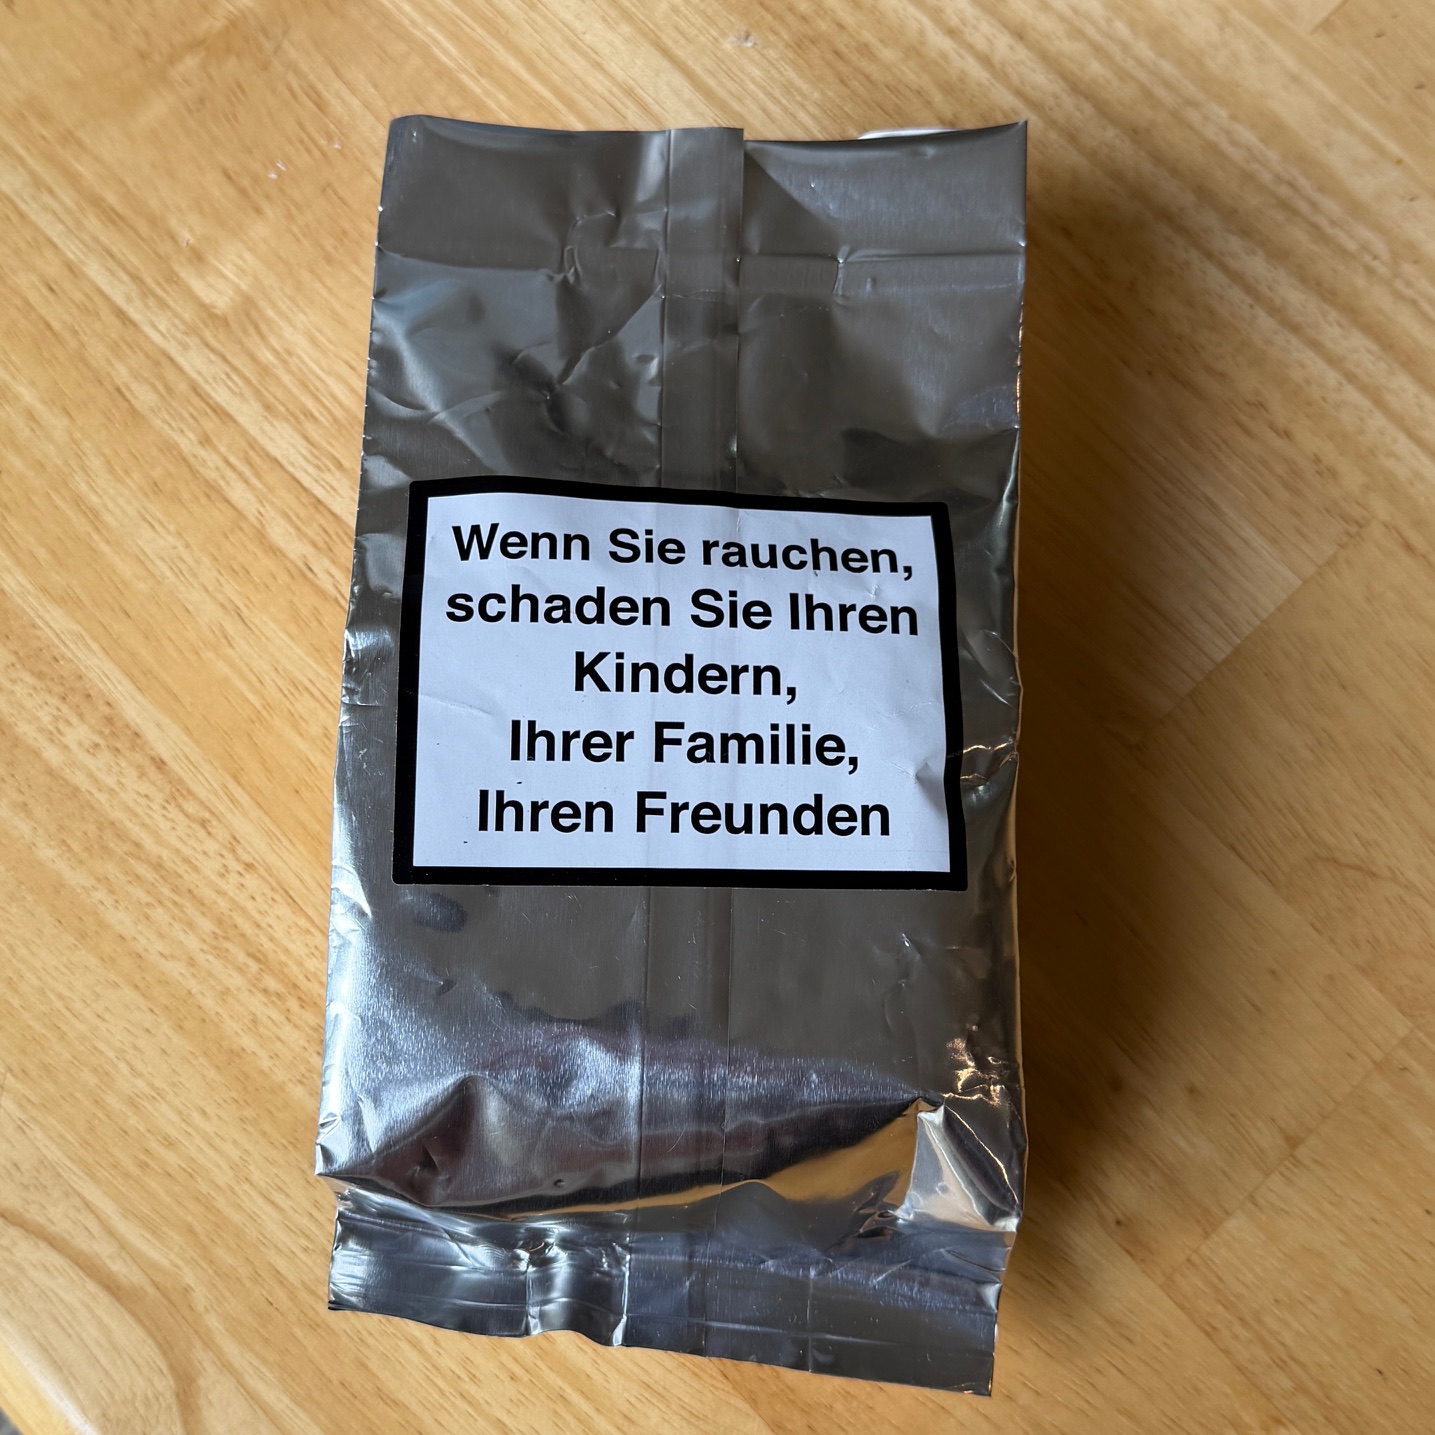 Wenn Sie rauchen,
schaden Sie Ihren
Kindern,
Ihrer Familie,
Ihren Freunden